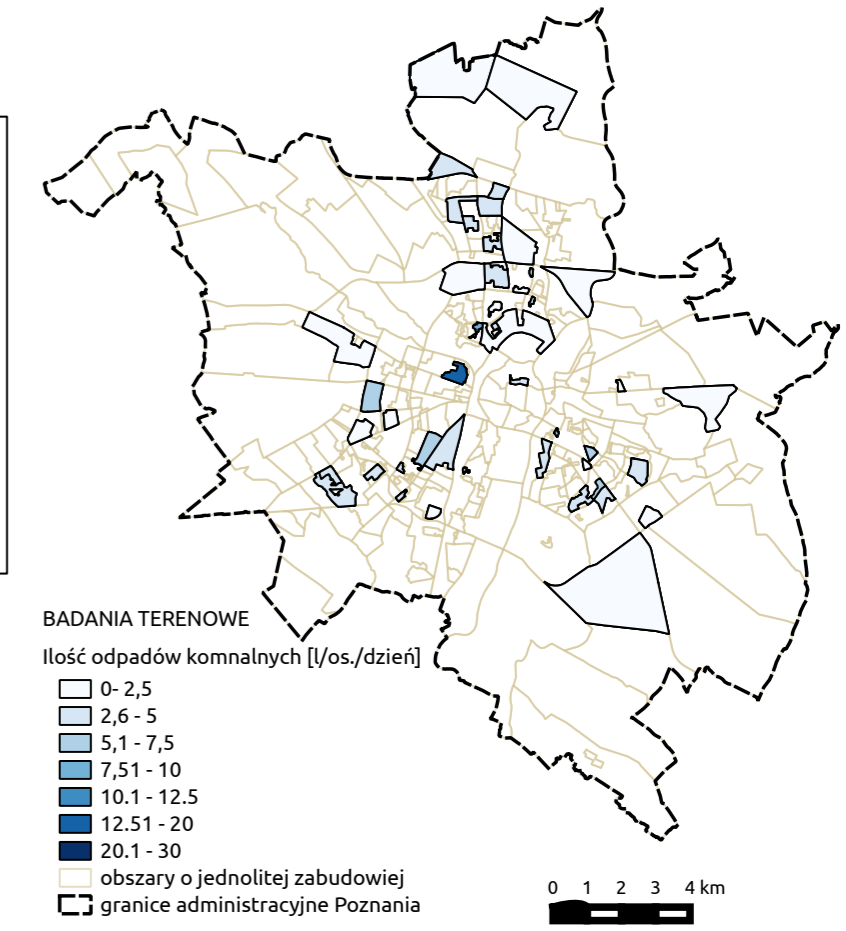 BADANIA TERENOWE
Ilość odpadów komnalnych [l/os./dzień]
0- 2,5
2,6 - 5
5,1 - 7,5
7,51 - 10
10.1 - 12.5
12.51 - 20
20.1 - 30
obszary o jednolitej zabudowiej
granice administracyjne Poznania
0 1 2 3 4 km